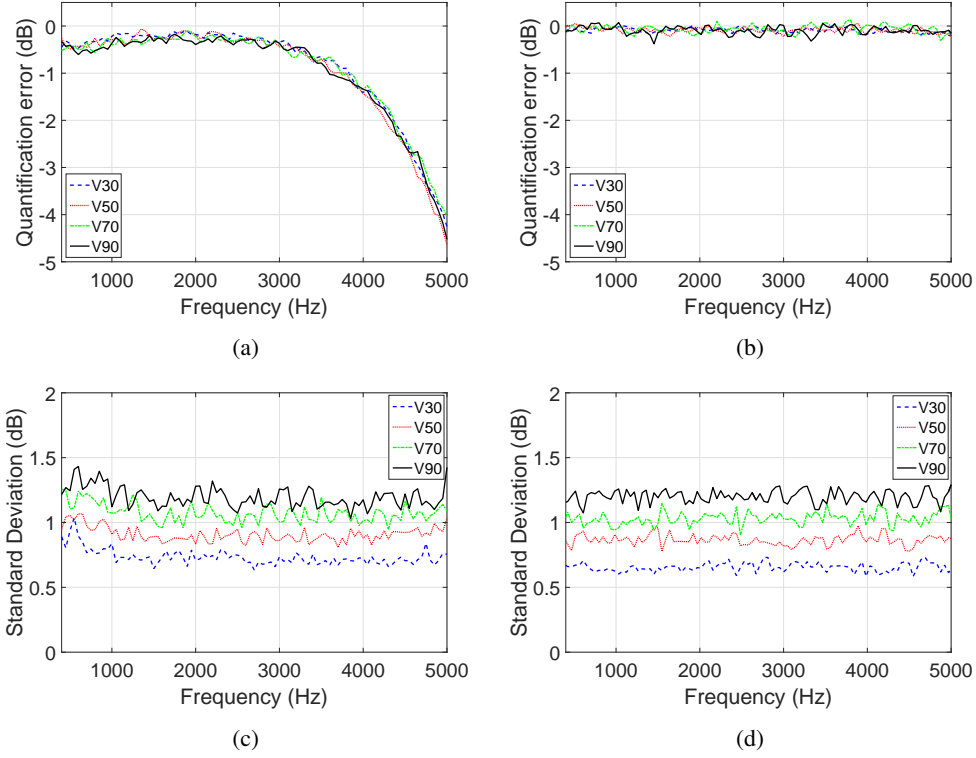 0
-1
-2
-3
-4
-5
Quantification error (dB)
V30
V50
V70
V90
1000 2000 3000 4000 5000
Frequency (Hz)
(a)
0
-1
-2
-3
-4
-5
Quantification error (dB)
V30
V50
V70
V90
1000 2000 3000 4000 5000
Frequency (Hz)
(b)
2
1.5
1
0.5
0
Standard Deviation (dB)
V30
V50
V70
V90
1000 2000 3000 4000 5000
Frequency (Hz)
(c)
2
1.5
1
0.5
0
Standard Deviation (dB)
V30
V50
V70
V90
1000 2000 3000 4000 5000
Frequency (Hz)
(d)